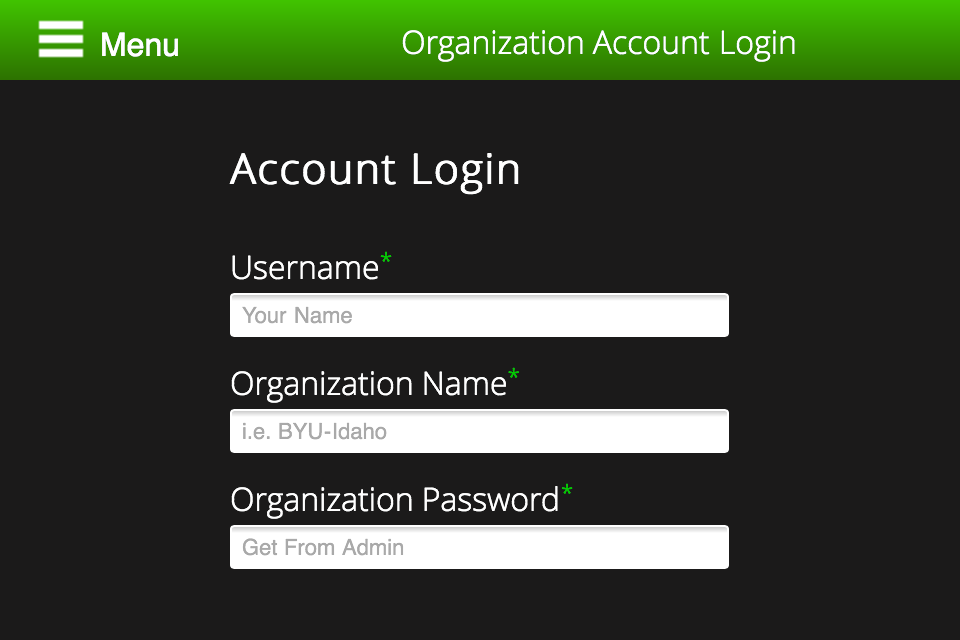 Menu
Organization Account Login
Account Login
Username*
Your Name
Organization Name*
i.e. BYU-Idaho
Organization Password*
Get From Admin